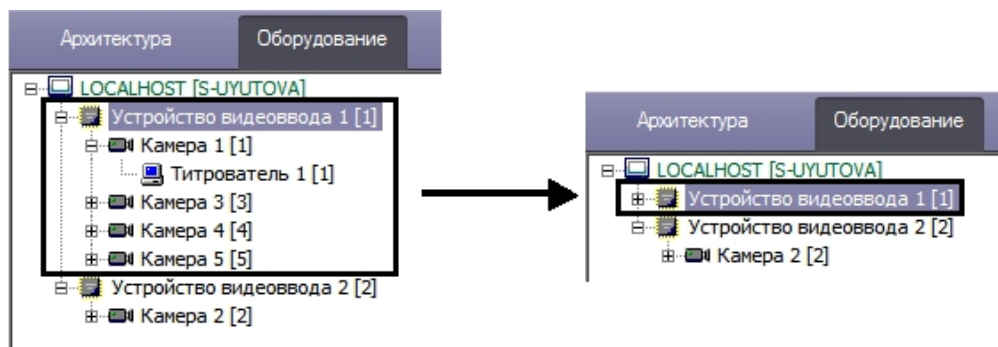 Архитектура Оборудование
LOCALHOST [S-UYUTOVA]
Устройство видеоввода 1 [1]
Камера 1 [1]
Титрователь 1 [1]
Камера 3 [3]
Камера 4 [4]
Камера 5 [5]
Устройство видеоввода 2 [2]
Камера 2 [2]
Архитектура Оборудование
LOCALHOST [S-UYUTOVA]
Устройство видеоввода 1 [1]
Устройство видеоввода 2 [2]
Камера 2 [2]